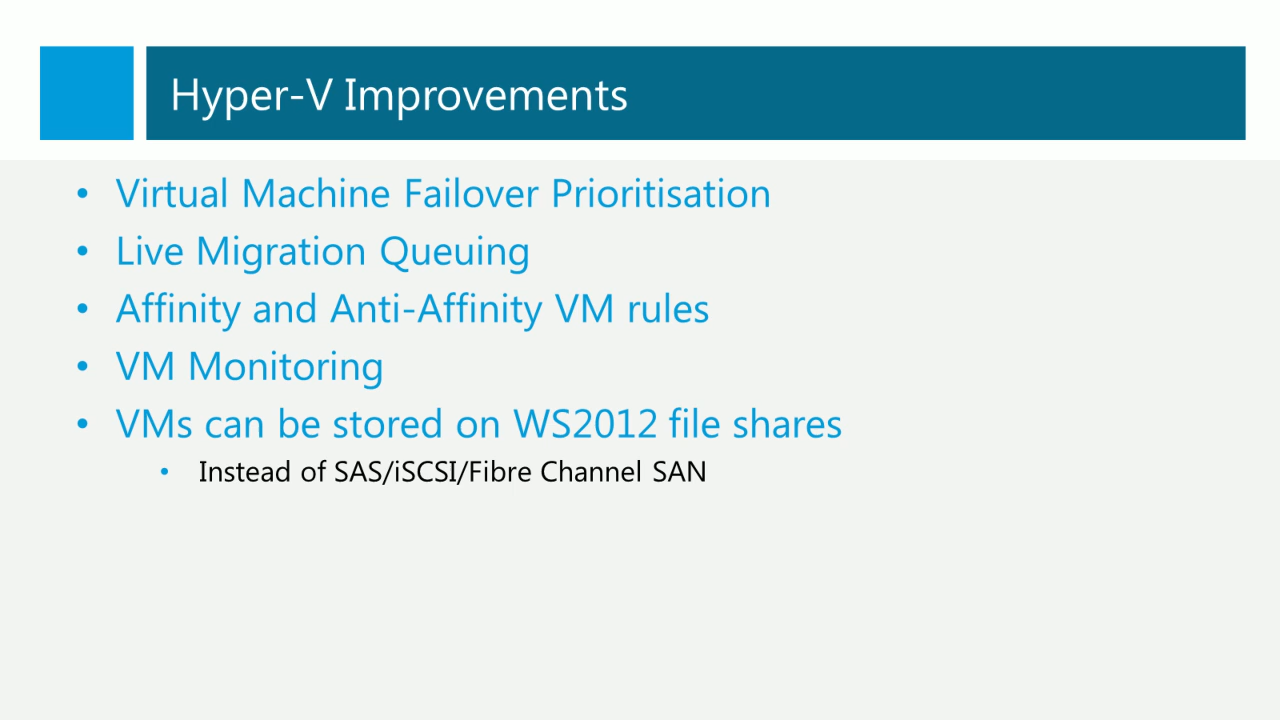 Hyper-V Improvements
• Virtual Machine Failover Prioritisation
• Live Migration Queuing
• Affinity and Anti-Affinity VM rules
• VM Monitoring
• VMs can be stored on WS2012 file shares
• Instead of SAS/iSCSI/Fibre Channel SAN